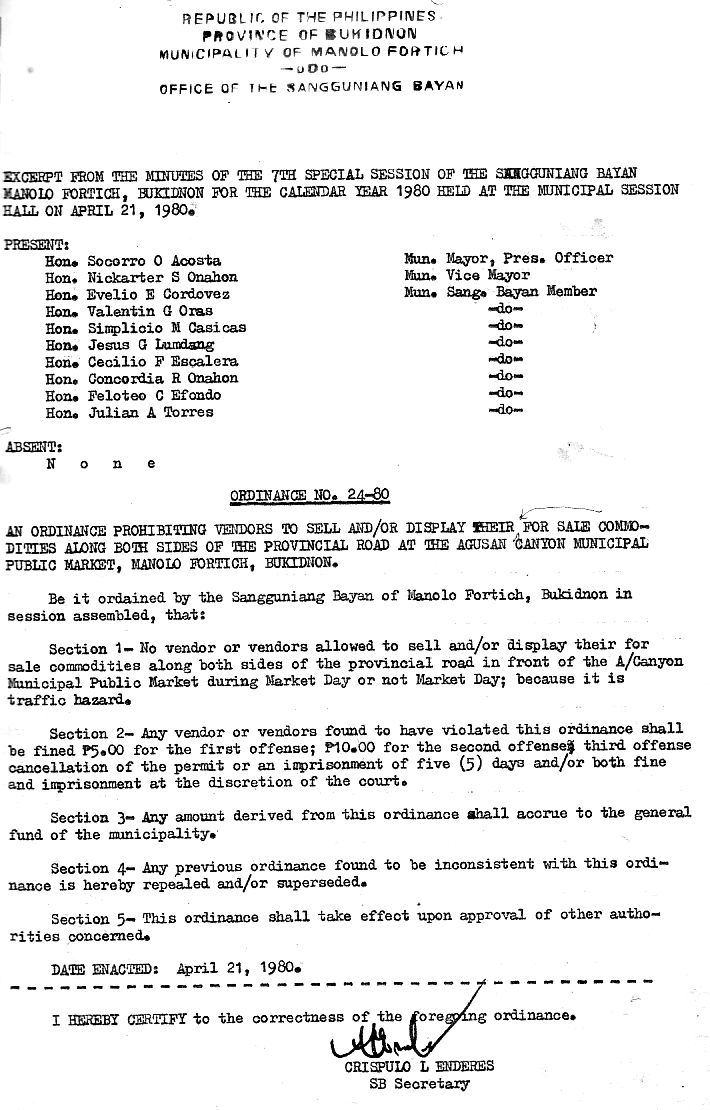 REPUBLIC OF THE PHILIPPINES
PROVINCE OF BUKIDNON
MUNICIPALITY OF MANOLO FORTICH
—oOo—
OFFICE OF THE SANGGUNIANG BAYAN
EXCERPT FROM THE MINUTES OF THE 7TH SPECIAL SESSION OF THE SANGGUNIANG BAYAN
MANOLO FORTICH, BUKIDNON FOR THE CALENDAR YEAR 1980 HELD AT THE MUNICIPAL SESSION
HALL ON APRIL 21, 1980.
PRESENT:
Hon. Socorro O Acosta Mun. Mayor, Pres. Officer
Hon. Nickarter S Onahon Mun. Vice Mayor
Hon. Evelio E Cordovez Mun. Sang. Bayan Member
Hon. Valentin G Oras -do-
Hon. Simplicio M Casicas -do-
Hon. Jesus G Lumdang -do-
Hon. Cecilio F Escalera -do-
Hon. Concordia R Onahon -do-
Hon. Feloteo C Efondo -do-
Hon. Julian A Torres -do-
ABSENT:
N o n e
ORDINANCE NO. 24-80
AN ORDINANCE PROHIBITING VENDORS TO SELL AND/OR DISPLAY THEIR FOR SALE COMMO-
DITIES ALONG BOTH SIDES OF THE PROVINCIAL ROAD AT THE AGUSAN CANYON MUNICIPAL
PUBLIC MARKET, MANOLO FORTICH, BUKIDNON.
Be it ordained by the Sangguniang Bayan of Manolo Fortich, Bukidnon in
session assembled, that:
Section 1- No vendor or vendors allowed to sell and/or display their for
sale commodities along both sides of the provincial road in front of the A/Canyon
Municipal Public Market during Market Day or not Market Day; because it is
traffic hazard.
Section 2- Any vendor or vendors found to have violated this ordinance shall
be fined ₱5.00 for the first offense; ₱10.00 for the second offense; third offense
cancellation of the permit or an imprisonment of five (5) days and/or both fine
and imprisonment at the discretion of the court.
Section 3- Any amount derived from this ordinance shall accrue to the general
fund of the municipality.
Section 4- Any previous ordinance found to be inconsistent with this ordi-
nance is hereby repealed and/or superseded.
Section 5- This ordinance shall take effect upon approval of other autho-
rities concerned.
DATE ENACTED: April 21, 1980.
I HEREBY CERTIFY to the correctness of the foregoing ordinance.
CRISPULO L ENDERES
SB Secretary